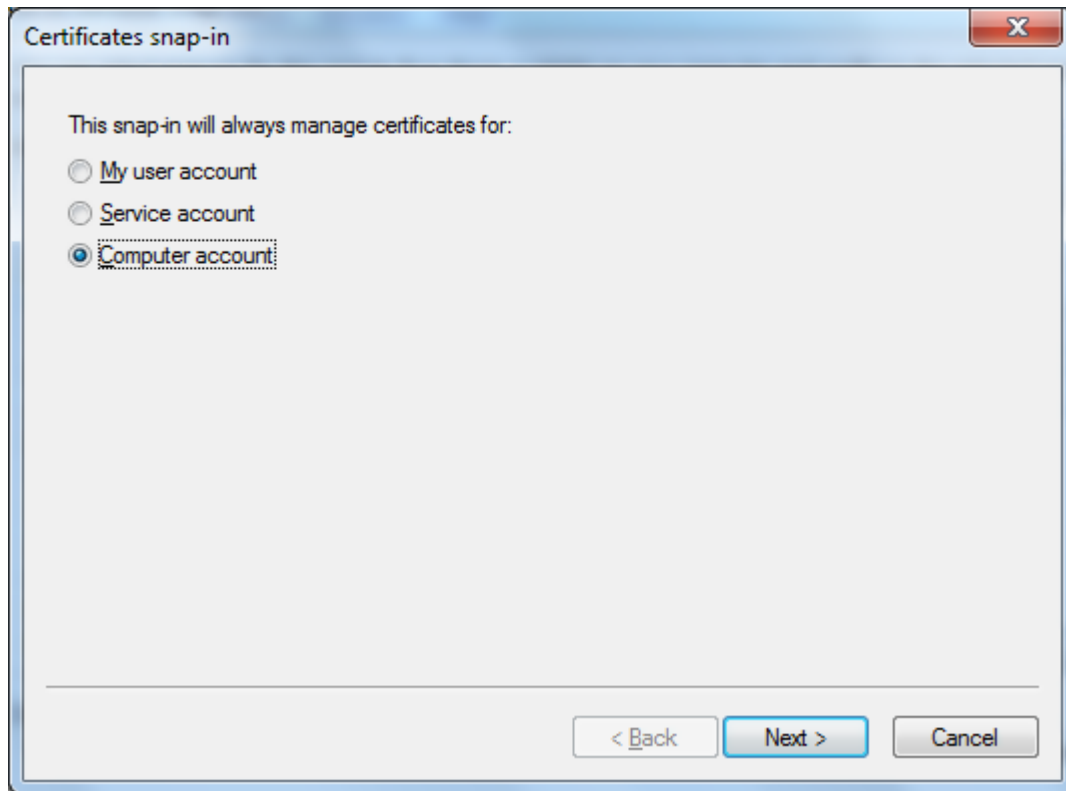 Certificates snap-in
This snap-in will always manage certificates for:
My user account
Service account
Computer account
< Back Next > Cancel